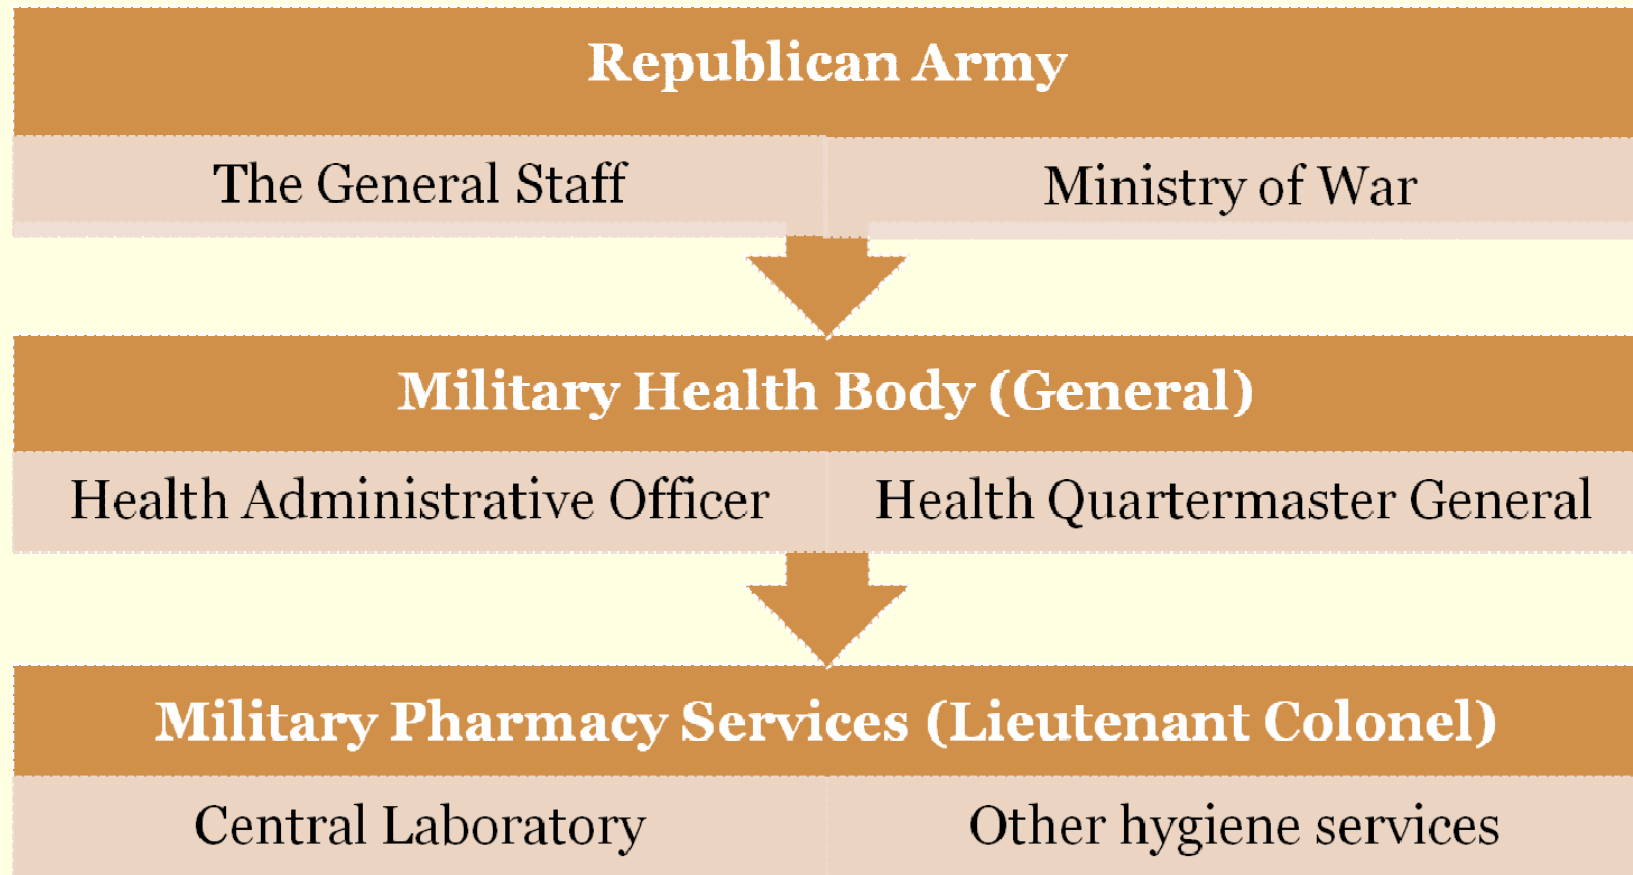 Republican Army
The General Staff
Ministry of War
Military Health Body (General)
Health Administrative Officer
Health Quartermaster General
Military Pharmacy Services (Lieutenant Colonel)
Central Laboratory
Other hygiene services